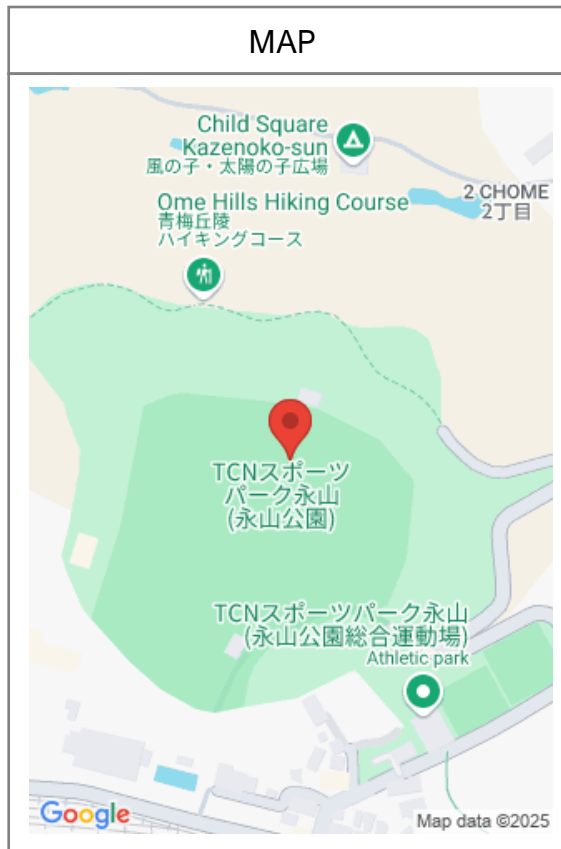 MAP
Child Square
Kazenoko-sun
風の子・太陽の子広場
Ome Hills Hiking Course
青梅丘陵
ハイキングコース
2 CHOME
2丁目
TCNスポーツ
パーク永山
(永山公園)
TCNスポーツパーク永山
(永山公園総合運動場)
Athletic park
Google
Map data ©2025